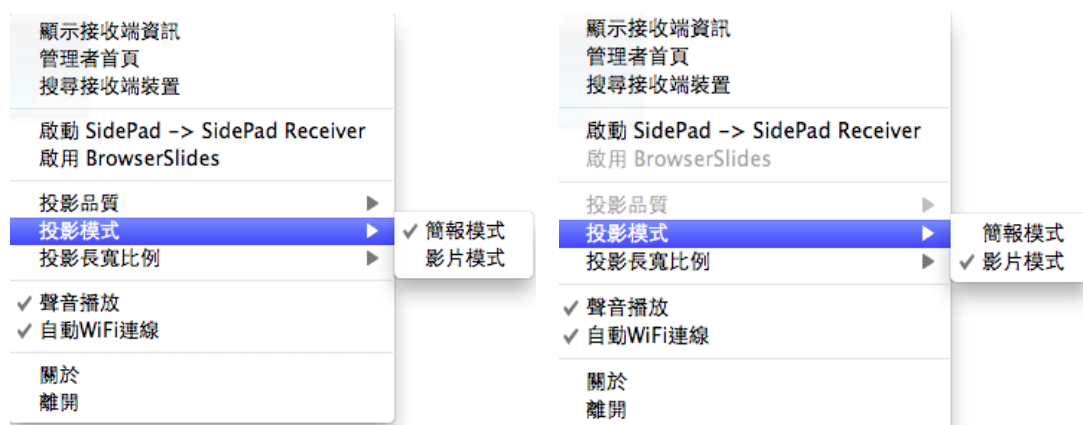 顯示接收端資訊
管理者首頁
搜尋接收端裝置
啟動 SidePad -> SidePad Receiver
啟用 BrowserSlides
投影品質
投影模式
簡報模式
投影長寬比例
影片模式
聲音播放
自動WiFi連線
關於
離開
顯示接收端資訊
管理者首頁
搜尋接收端裝置
啟動 SidePad -> SidePad Receiver
啟用 BrowserSlides
投影品質
投影模式
簡報模式
投影長寬比例
影片模式
聲音播放
自動WiFi連線
關於
離開